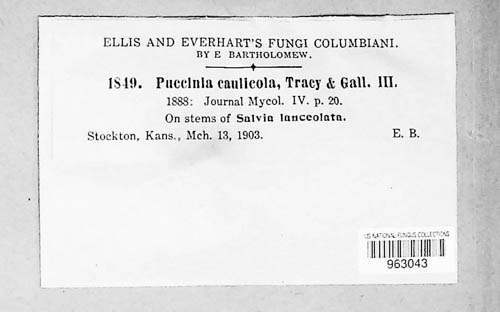 ELLIS AND EVERHART'S FUNGI COLUMBIANI.
BY E BARTHOLOMEW.
1849. Puccinia caulicola, Tracy & Gall. III.
1888: Journal Mycol. IV. p. 20.
On stems of Salvia lanceolata.
Stockton, Kans., Mch. 13, 1903. E. B.
US NATIONAL FUNGUS COLLECTIONS
963043